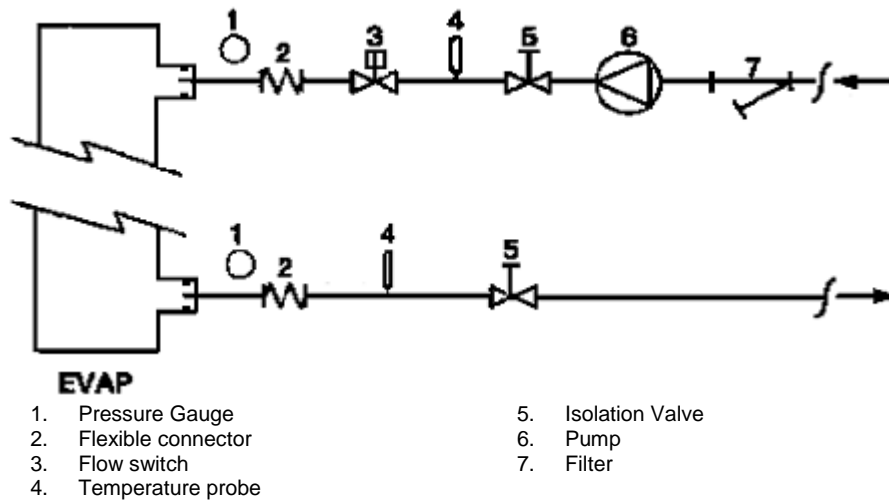 1
2
3
4
5
6
7
1
2
4
5
EVAP
1. Pressure Gauge
2. Flexible connector
3. Flow switch
4. Temperature probe
5. Isolation Valve
6. Pump
7. Filter